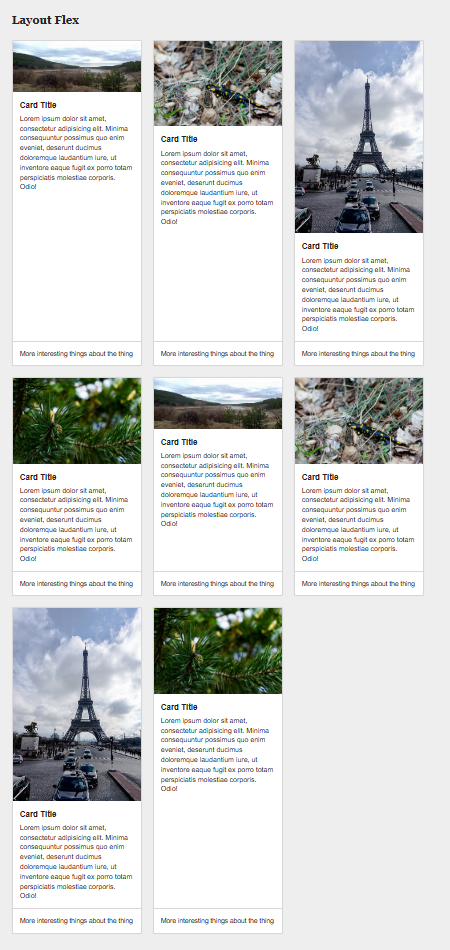 Layout Flex
Card Title
Lorem ipsum dolor sit amet,
consectetur adipisicing elit. Minima
consequuntur possimus quo enim
eveniet, deserunt ducimus
doloremque laudantium iure, ut
inventore eaque fugit ex porro totam
perspiciatis molestiae corporis.
Odio!
More interesting things about the thing
Card Title
Lorem ipsum dolor sit amet,
consectetur adipisicing elit. Minima
consequuntur possimus quo enim
eveniet, deserunt ducimus
doloremque laudantium iure, ut
inventore eaque fugit ex porro totam
perspiciatis molestiae corporis.
Odio!
More interesting things about the thing
Card Title
Lorem ipsum dolor sit amet,
consectetur adipisicing elit. Minima
consequuntur possimus quo enim
eveniet, deserunt ducimus
doloremque laudantium iure, ut
inventore eaque fugit ex porro totam
perspiciatis molestiae corporis.
Odio!
More interesting things about the thing
Card Title
Lorem ipsum dolor sit amet,
consectetur adipisicing elit. Minima
consequuntur possimus quo enim
eveniet, deserunt ducimus
doloremque laudantium iure, ut
inventore eaque fugit ex porro totam
perspiciatis molestiae corporis.
Odio!
More interesting things about the thing
Card Title
Lorem ipsum dolor sit amet,
consectetur adipisicing elit. Minima
consequuntur possimus quo enim
eveniet, deserunt ducimus
doloremque laudantium iure, ut
inventore eaque fugit ex porro totam
perspiciatis molestiae corporis.
Odio!
More interesting things about the thing
Card Title
Lorem ipsum dolor sit amet,
consectetur adipisicing elit. Minima
consequuntur possimus quo enim
eveniet, deserunt ducimus
doloremque laudantium iure, ut
inventore eaque fugit ex porro totam
perspiciatis molestiae corporis.
Odio!
More interesting things about the thing
Card Title
Lorem ipsum dolor sit amet,
consectetur adipisicing elit. Minima
consequuntur possimus quo enim
eveniet, deserunt ducimus
doloremque laudantium iure, ut
inventore eaque fugit ex porro totam
perspiciatis molestiae corporis.
Odio!
More interesting things about the thing
Card Title
Lorem ipsum dolor sit amet,
consectetur adipisicing elit. Minima
consequuntur possimus quo enim
eveniet, deserunt ducimus
doloremque laudantium iure, ut
inventore eaque fugit ex porro totam
perspiciatis molestiae corporis.
Odio!
More interesting things about the thing